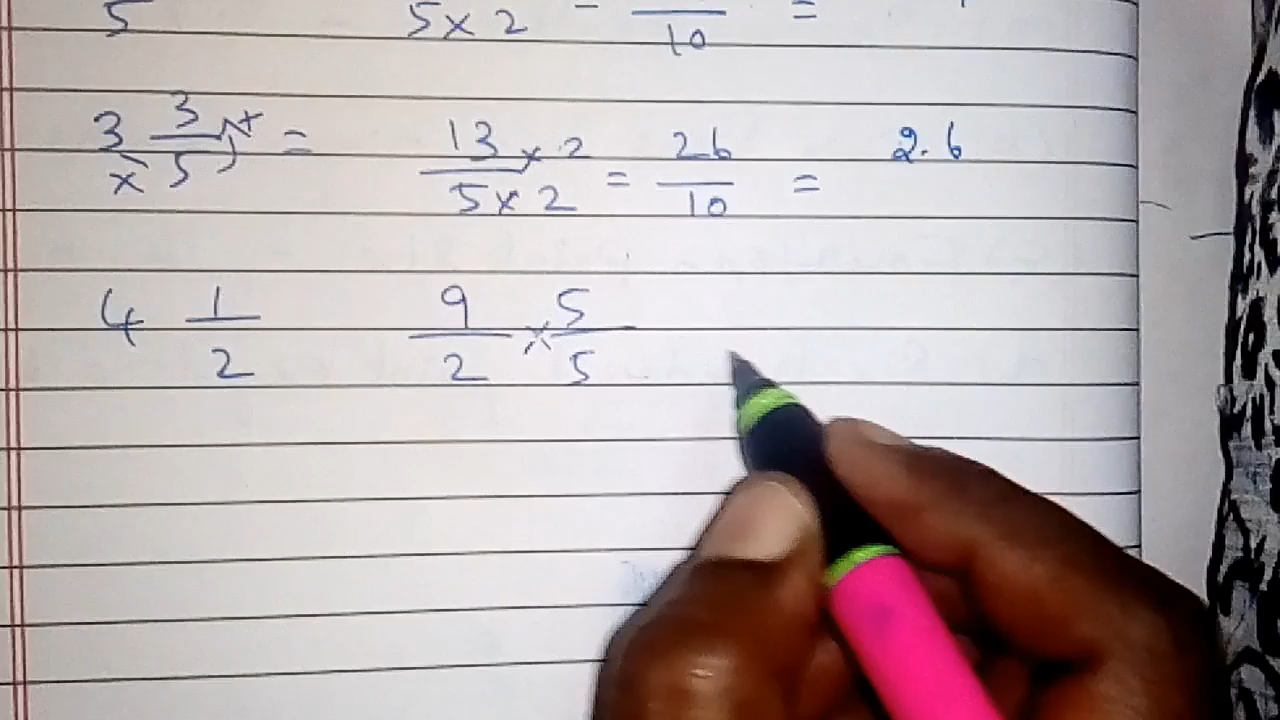 5 5 x 2 = 10 =
3 3/5 x + = 13 x 2 / 5 x 2 = 26/10 = 2.6
4 1/2 9/2 x 5/5